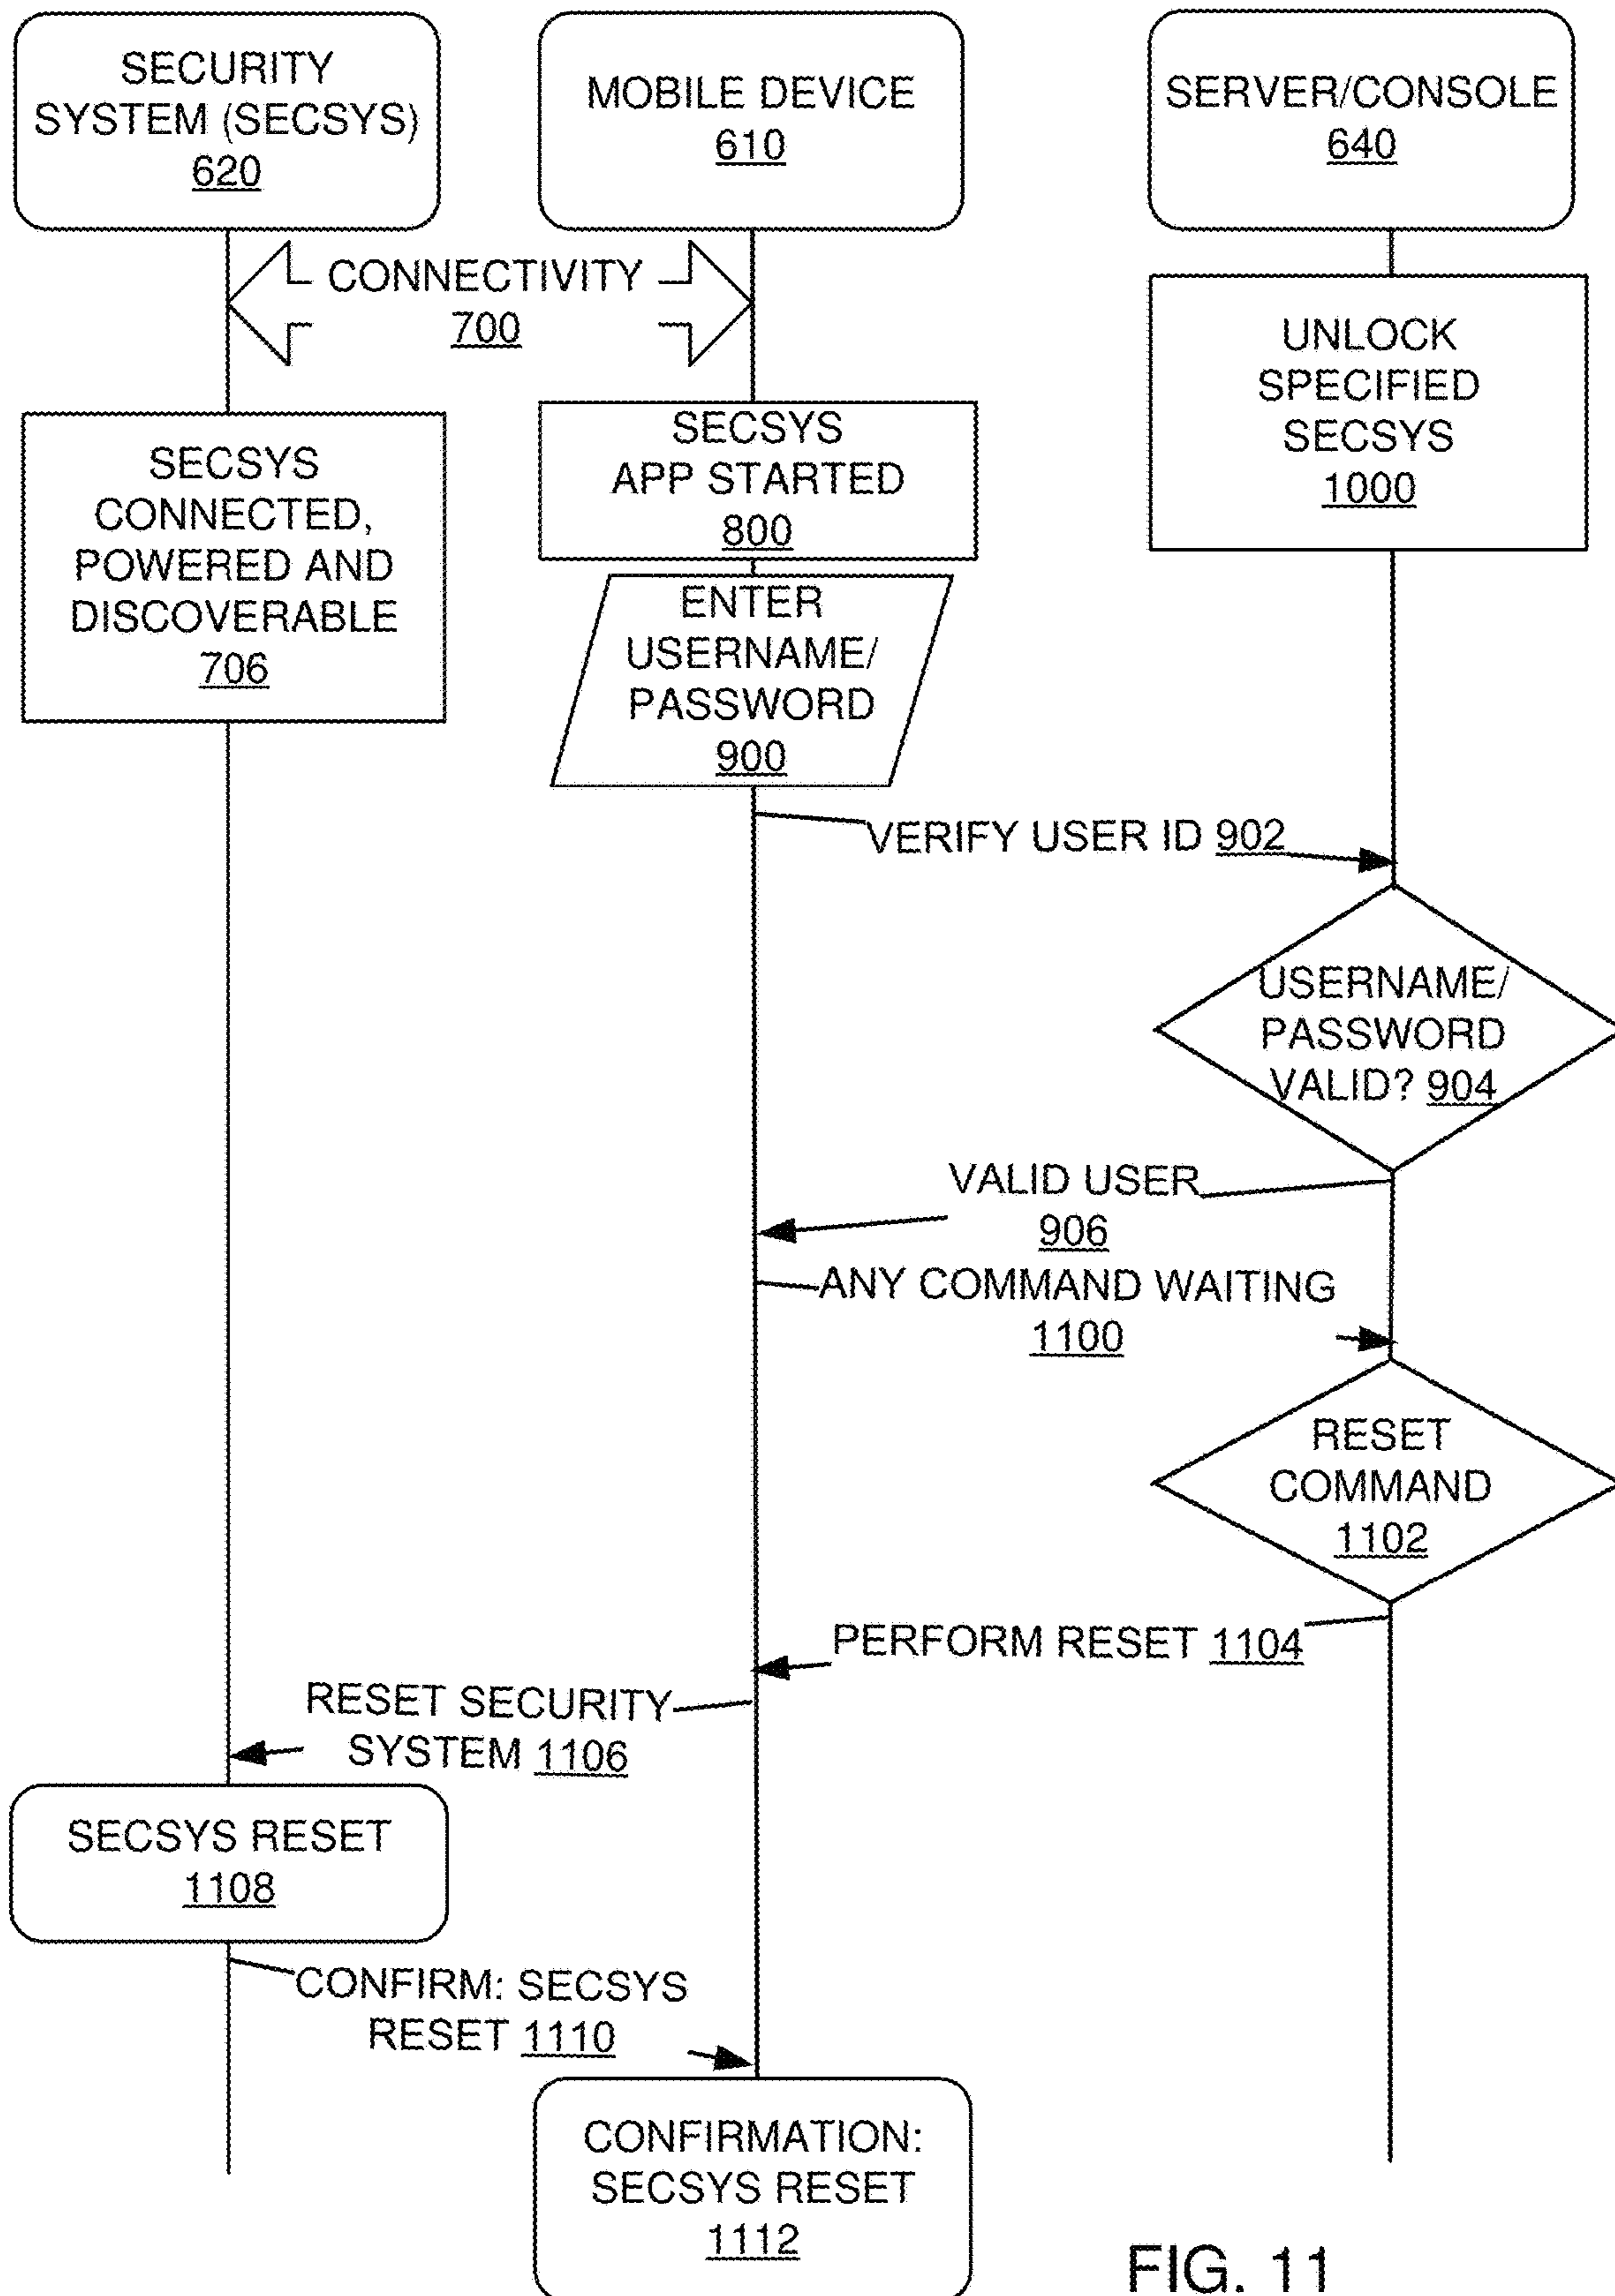 SECURITY
SYSTEM (SECSYS)
620
MOBILE DEVICE
610
SERVER/CONSOLE
640
CONNECTIVITY
700
UNLOCK
SPECIFIED
SECSYS
1000
SECSYS
CONNECTED,
POWERED AND
DISCOVERABLE
706
SECSYS
APP STARTED
800
ENTER
USERNAME/
PASSWORD
900
VERIFY USER ID 902
USERNAME/
PASSWORD
VALID? 904
VALID USER
906
ANY COMMAND WAITING
1100
RESET
COMMAND
1102
PERFORM RESET 1104
RESET SECURITY
SYSTEM 1106
SECSYS RESET
1108
CONFIRM: SECSYS
RESET 1110
CONFIRMATION:
SECSYS RESET
1112
FIG. 11